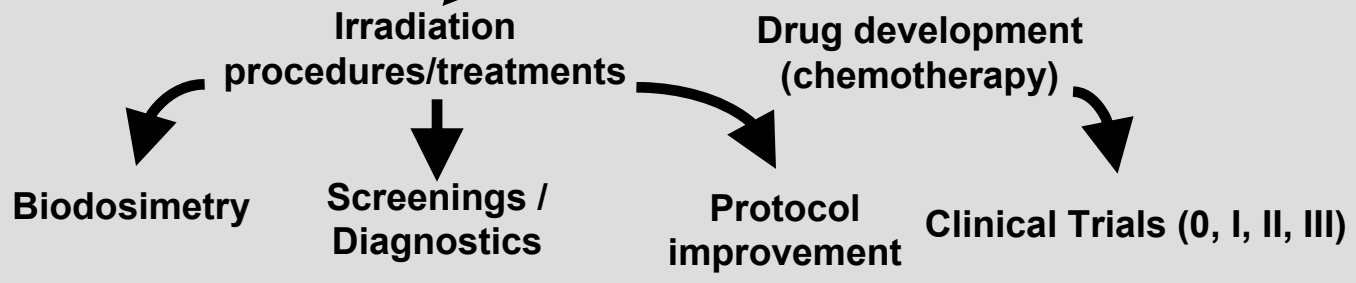 Irradiation
procedures/treatments
Drug development
(chemotherapy)
Biodosimetry
Screenings /
Diagnostics
Protocol
improvement
Clinical Trials (0, I, II, III)